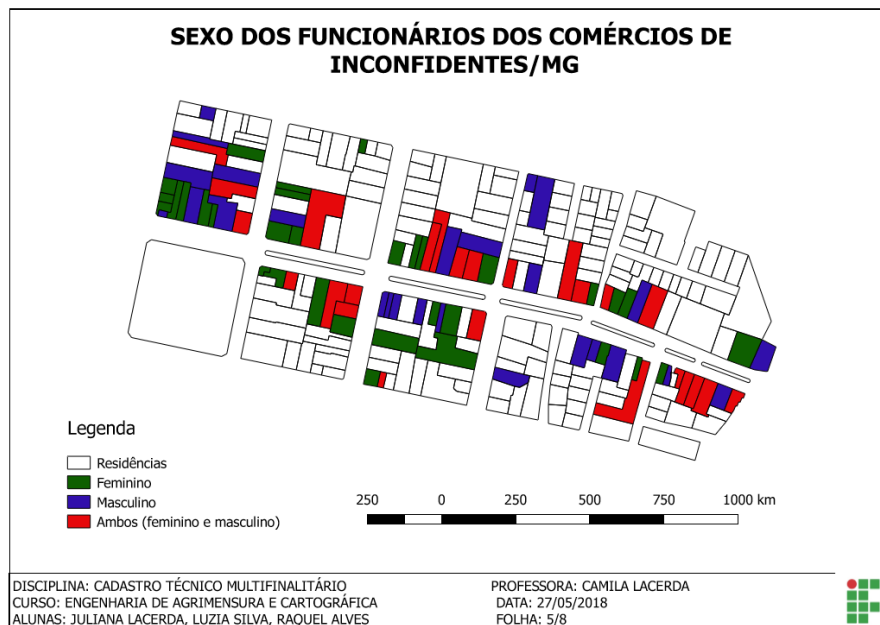 SEXO DOS FUNCIONÁRIOS DOS COMÉRCIOS DE
INCONFIDENTES/MG
Legenda
Residências
Feminino
Masculino
Ambos (feminino e masculino)
250 0 250 500 750 1000 km
DISCIPLINA: CADASTRO TÉCNICO MULTIFINALITÁRIO
CURSO: ENGENHARIA DE AGRIMENSURA E CARTOGRÁFICA
ALUNAS: JULIANA LACERDA, LUZIA SILVA, RAQUEL ALVES
PROFESSORA: CAMILA LACERDA
DATA: 27/05/2018
FOLHA: 5/8